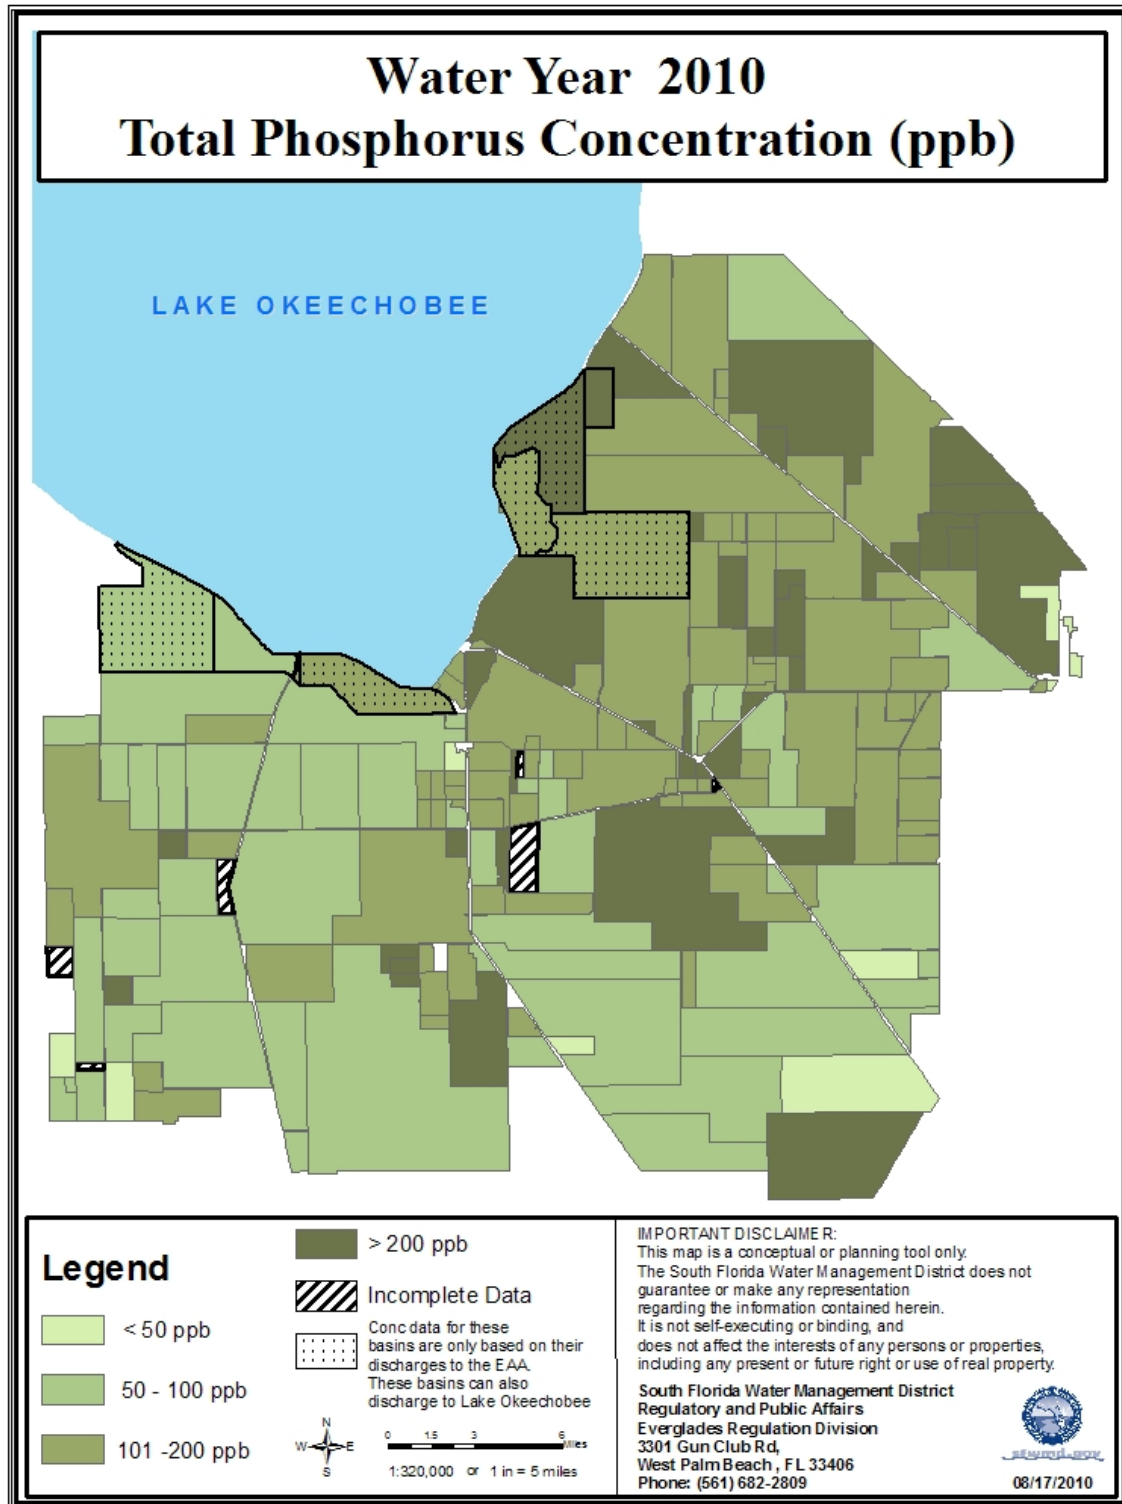 Water Year 2010
Total Phosphorus Concentration (ppb)
LAKE OKEECHOBEE
Legend
< 50 ppb
50 - 100 ppb
101 -200 ppb
> 200 ppb
Incomplete Data
Conc data for these
basins are only based on their
discharges to the EAA.
These basins can also
discharge to Lake Okeechobee
N
W E
S
0 1.5 3 6
Miles
1:320,000 or 1 in = 5 miles
IMPORTANT DISCLAIMER:
This map is a conceptual or planning tool only.
The South Florida Water Management District does not
guarantee or make any representation
regarding the information contained herein.
It is not self-executing or binding, and
does not affect the interests of any persons or properties,
including any present or future right or use of real property.
South Florida Water Management District
Regulatory and Public Affairs
Everglades Regulation Division
3301 Gun Club Rd,
West Palm Beach , FL 33406
Phone: (561) 682-2809
sfwmd.gov
08/17/2010